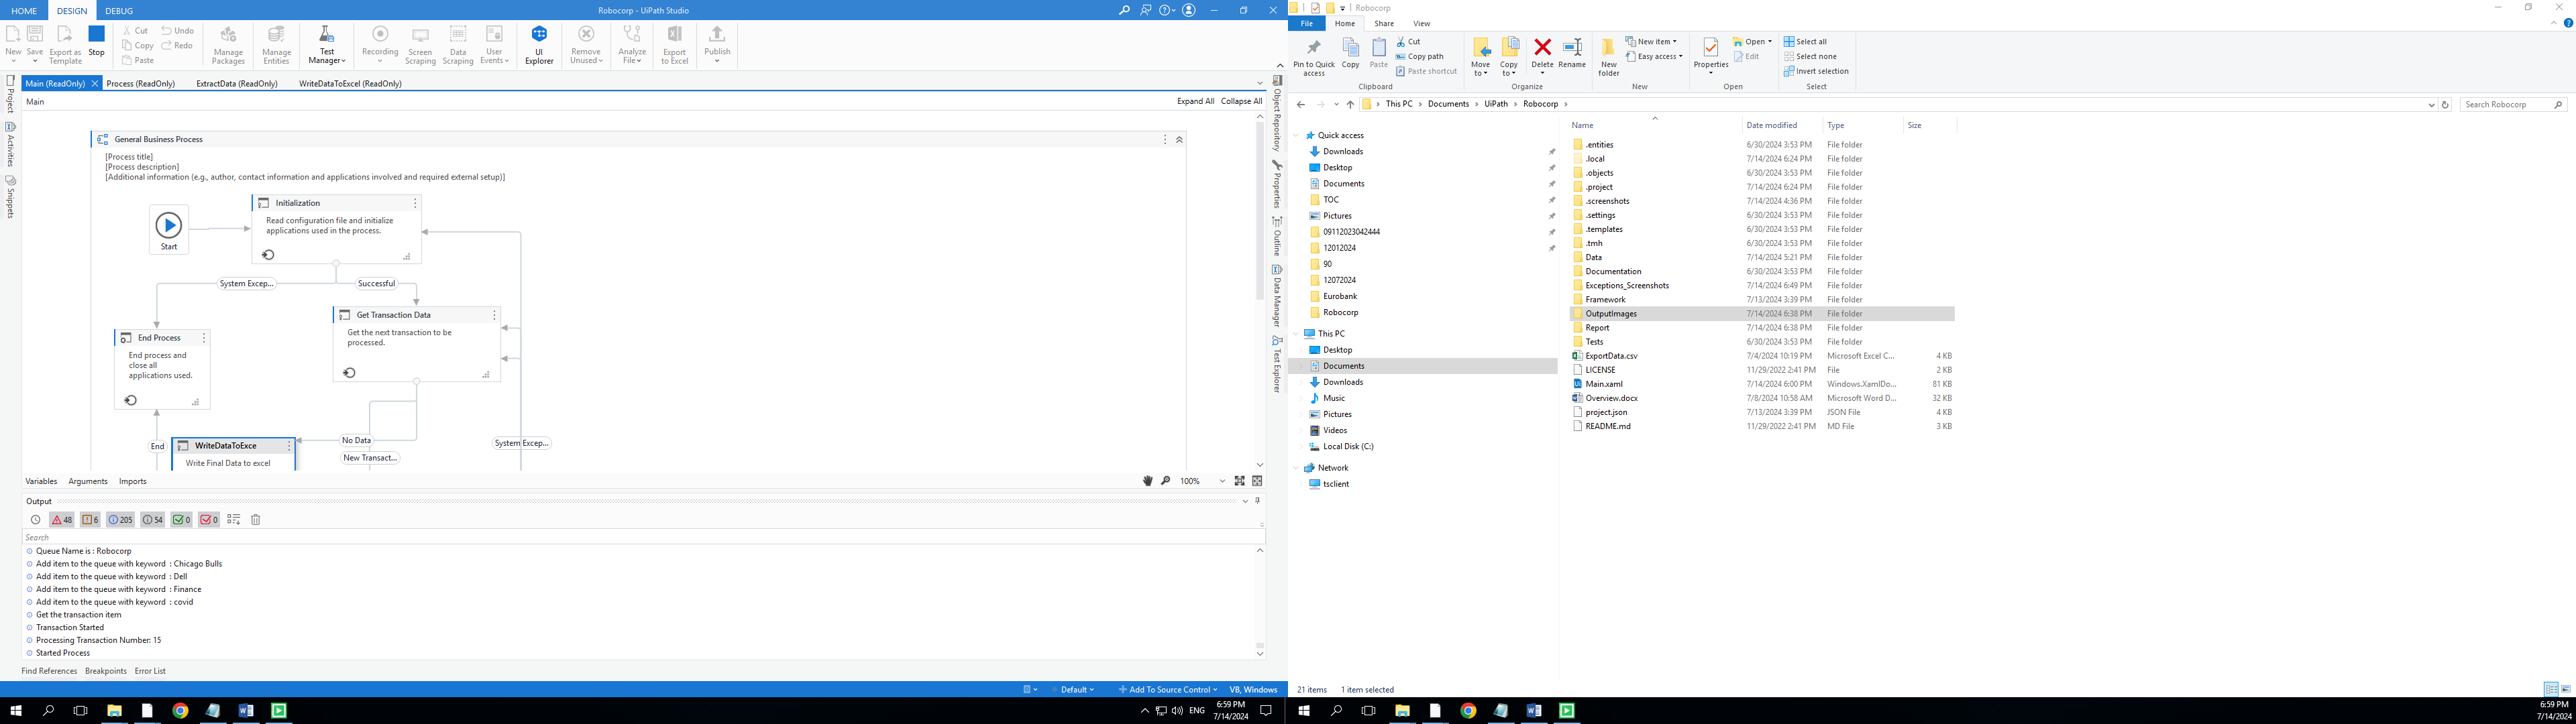 HOME DESIGN DEBUG
Robocorp - UiPath Studio
New Save Export as Template Stop
Cut Undo
Copy Redo
Paste
Manage Packages Manage Entities Test Manager Recording Screen Scraping Data Scraping User Events UI Explorer Remove Unused Analyze File Export to Excel Publish
Main (ReadOnly) Process (ReadOnly) ExtractData (ReadOnly) WriteDataToExcel (ReadOnly)
Main
Expand All Collapse All
Project
Activities
Snippets
General Business Process
[Process title]
[Process description]
[Additional information (e.g., author, contact information and applications involved and required external setup)]
Start
Initialization
Read configuration file and initialize
applications used in the process.
System Excep...
Successful
Get Transaction Data
Get the next transaction to be
processed.
End Process
End process and
close all
applications used.
No Data
New Transact...
System Excep...
End
WriteDataToExce
Write Final Data to excel
Object Repository
Properties
Outline
Data Manager
Test Explorer
Variables Arguments Imports
100%
Output
48 6 205 54 0 0
Search
Queue Name is : Robocorp
Add item to the queue with keyword : Chicago Bulls
Add item to the queue with keyword : Dell
Add item to the queue with keyword : Finance
Add item to the queue with keyword : covid
Get the transaction item
Transaction Started
Processing Transaction Number: 15
Started Process
Find References Breakpoints Error List
Default Add To Source Control VB, Windows
ENG 6:59 PM
7/14/2024
Robocorp
File Home Share View
Pin to Quick access Copy Paste
Cut
Copy path
Paste shortcut
Clipboard
Move to Copy to Delete Rename
Organize
New folder
New item
Easy access
New
Properties
Open
Edit
Open
Select all
Select none
Invert selection
Select
This PC Documents UiPath Robocorp
Search Robocorp
Quick access
Downloads
Desktop
Documents
TOC
Pictures
09112023042444
12012024
90
12072024
Eurobank
Robocorp
This PC
Desktop
Documents
Downloads
Music
Pictures
Videos
Local Disk (C:)
Network
tsclient
Name Date modified Type Size
.entities 6/30/2024 3:53 PM File folder
.local 7/14/2024 6:24 PM File folder
.objects 6/30/2024 3:53 PM File folder
.project 7/14/2024 6:24 PM File folder
.screenshots 7/14/2024 4:36 PM File folder
.settings 6/30/2024 3:53 PM File folder
.templates 6/30/2024 3:53 PM File folder
.tmh 6/30/2024 3:53 PM File folder
Data 7/14/2024 5:21 PM File folder
Documentation 6/30/2024 3:53 PM File folder
Exceptions_Screenshots 7/14/2024 6:49 PM File folder
Framework 7/13/2024 3:39 PM File folder
OutputImages 7/14/2024 6:38 PM File folder
Report 7/14/2024 6:38 PM File folder
Tests 6/30/2024 3:53 PM File folder
ExportData.csv 7/4/2024 10:19 PM Microsoft Excel C... 4 KB
LICENSE 11/29/2022 2:41 PM File 2 KB
Main.xaml 7/14/2024 6:00 PM Windows.XamlDo... 81 KB
Overview.docx 7/8/2024 10:58 AM Microsoft Word D... 32 KB
project.json 7/13/2024 3:39 PM JSON File 4 KB
README.md 11/29/2022 2:41 PM MD File 3 KB
21 items 1 item selected
6:59 PM
7/14/2024